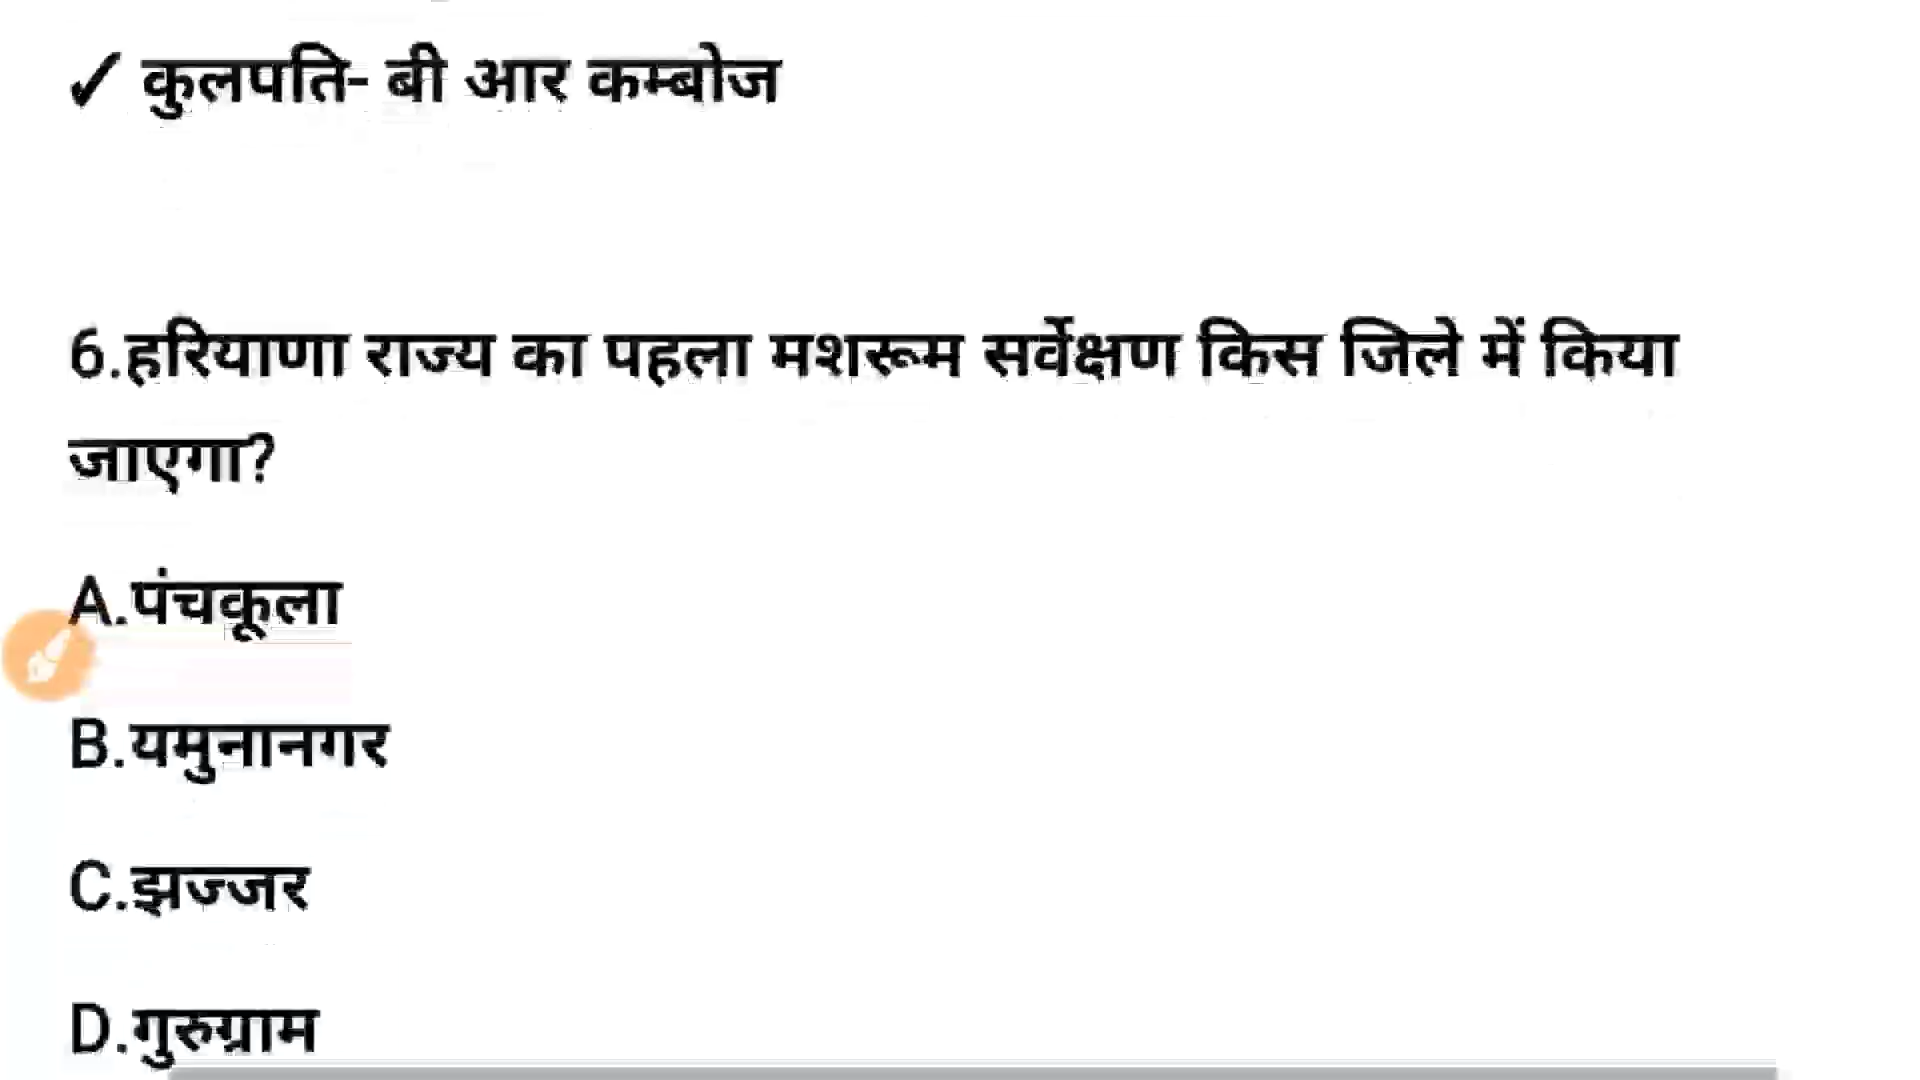 ✓ कुलपति- बी आर कम्बोज
6.हरियाणा राज्य का पहला मशरूम सर्वेक्षण किस जिले में किया
जाएगा?
A.पंचकूला
B.यमुनानगर
C.झज्जर
D.गुरुग्राम